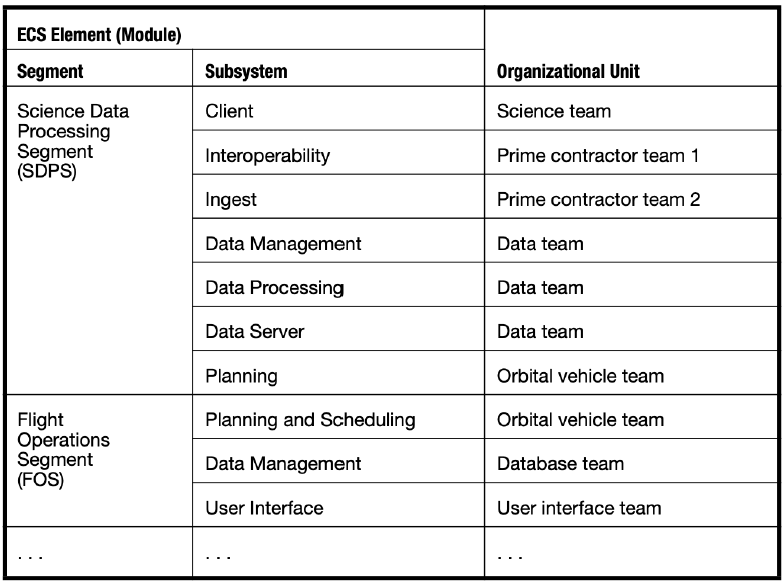 ECS Element (Module)
Segment Subsystem Organizational Unit
Science Data Processing Segment (SDPS) Client Science team
Interoperability Prime contractor team 1
Ingest Prime contractor team 2
Data Management Data team
Data Processing Data team
Data Server Data team
Planning Orbital vehicle team
Flight Operations Segment (FOS) Planning and Scheduling Orbital vehicle team
Data Management Database team
User Interface User interface team
. . . . . . . . .